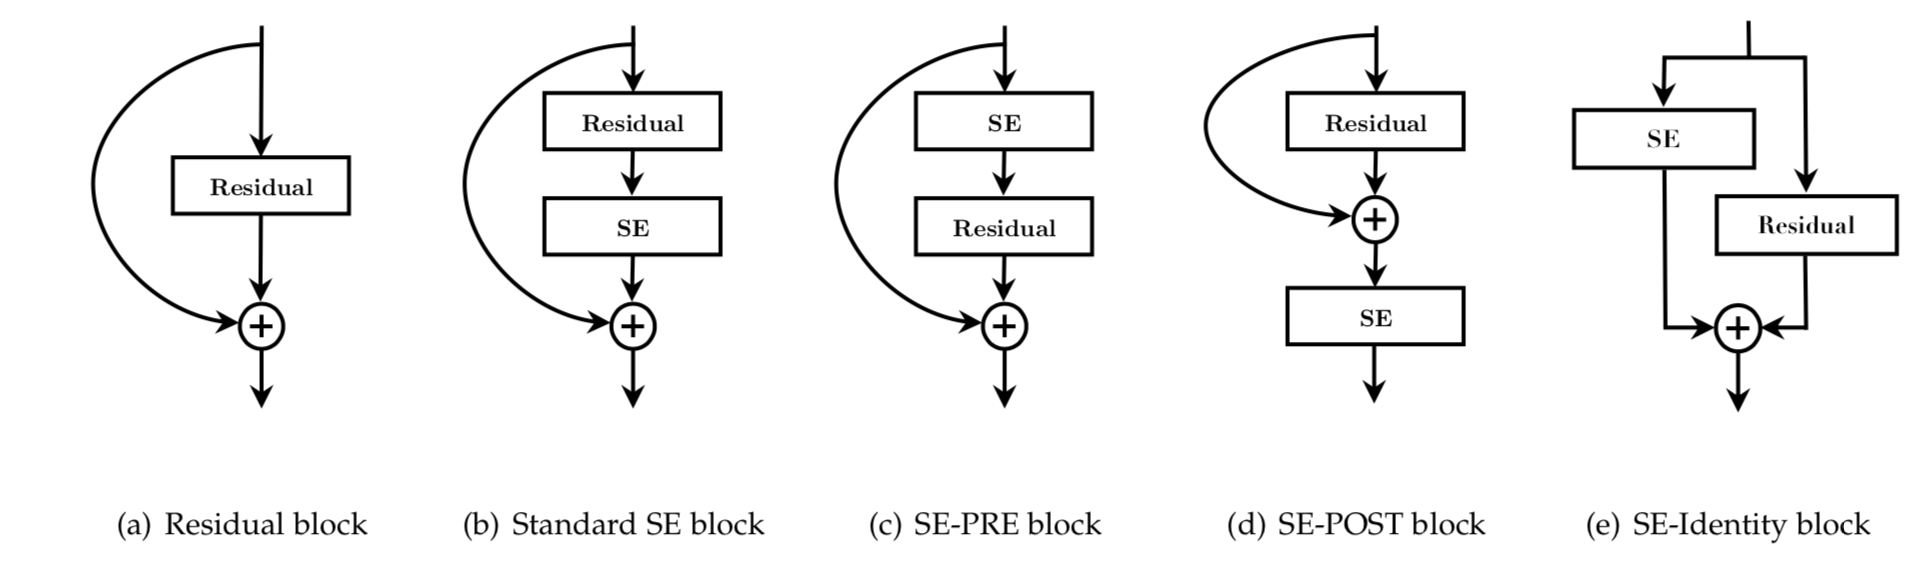 Residual
(a) Residual block
Residual
SE
(b) Standard SE block
SE
Residual
(c) SE-PRE block
Residual
SE
(d) SE-POST block
SE
Residual
(e) SE-Identity block